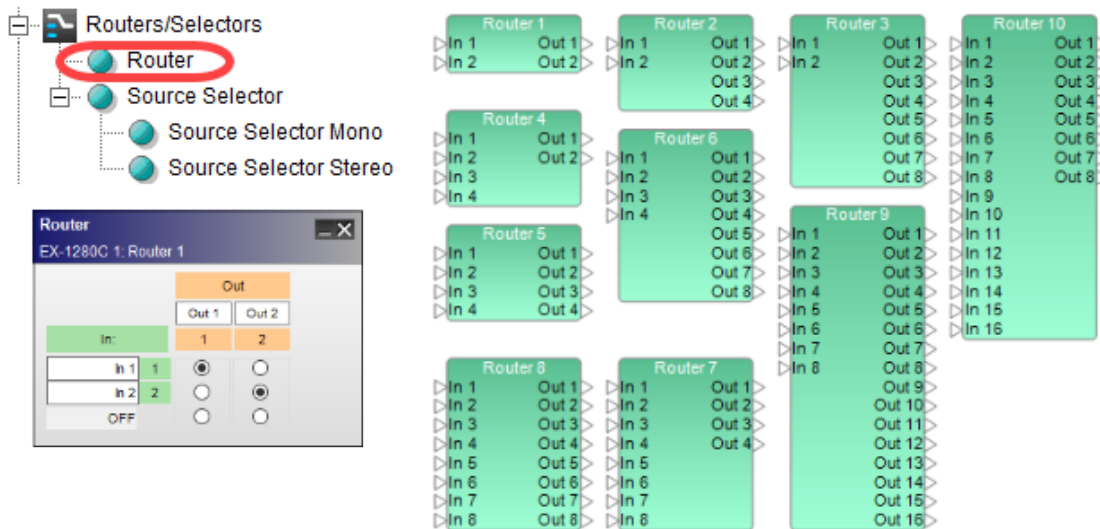 Routers/Selectors
Router
Source Selector
Source Selector Mono
Source Selector Stereo
Router
EX-1280C 1: Router 1
Out
Out 1 Out 2
In: 1 2
In 1 1
In 2 2
OFF
Router 1
In 1 Out 1
In 2 Out 2
Router 2
In 1 Out 1
In 2 Out 2
Out 3
Out 4
Router 3
In 1 Out 1
In 2 Out 2
Out 3
Out 4
Out 5
Out 6
Out 7
Out 8
Router 10
In 1 Out 1
In 2 Out 2
In 3 Out 3
In 4 Out 4
In 5 Out 5
In 6 Out 6
In 7 Out 7
In 8 Out 8
In 9
In 10
In 11
In 12
In 13
In 14
In 15
In 16
Router 4
In 1 Out 1
In 2 Out 2
In 3
In 4
Router 6
In 1 Out 1
In 2 Out 2
In 3 Out 3
In 4 Out 4
Out 5
Out 6
Out 7
Out 8
Router 5
In 1 Out 1
In 2 Out 2
In 3 Out 3
In 4 Out 4
Router 9
In 1 Out 1
In 2 Out 2
In 3 Out 3
In 4 Out 4
In 5 Out 5
In 6 Out 6
In 7 Out 7
In 8 Out 8
Out 9
Out 10
Out 11
Out 12
Out 13
Out 14
Out 15
Out 16
Router 8
In 1 Out 1
In 2 Out 2
In 3 Out 3
In 4 Out 4
In 5 Out 5
In 6 Out 6
In 7 Out 7
In 8 Out 8
Router 7
In 1 Out 1
In 2 Out 2
In 3 Out 3
In 4 Out 4
In 5
In 6
In 7
In 8